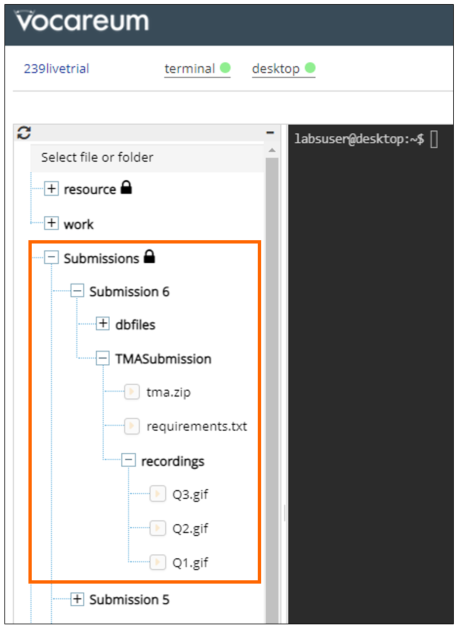 Vocareum
239livetrial terminal desktop
Select file or folder
labsuser@desktop:~$
resource
work
Submissions
Submission 6
dbfiles
TMASubmission
tma.zip
requirements.txt
recordings
Q3.gif
Q2.gif
Q1.gif
Submission 5